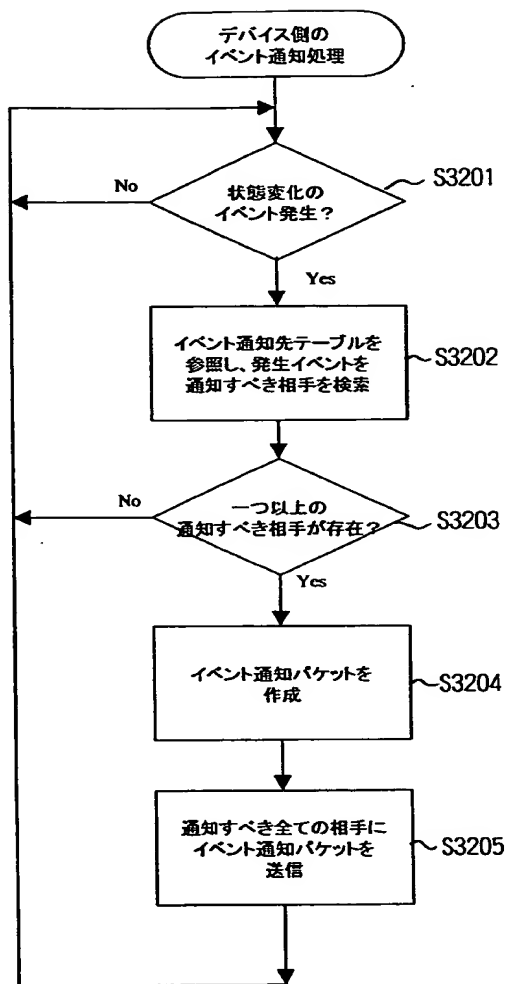 デバイス側の
イベント通知処理
状態変化の
イベント発生？
S3201
No
Yes
イベント通知先テーブルを
参照し、発生イベントを
通知すべき相手を検索
S3202
一つ以上の
通知すべき相手が存在？
S3203
No
Yes
イベント通知パケットを
作成
S3204
通知すべき全ての相手に
イベント通知パケットを
送信
S3205